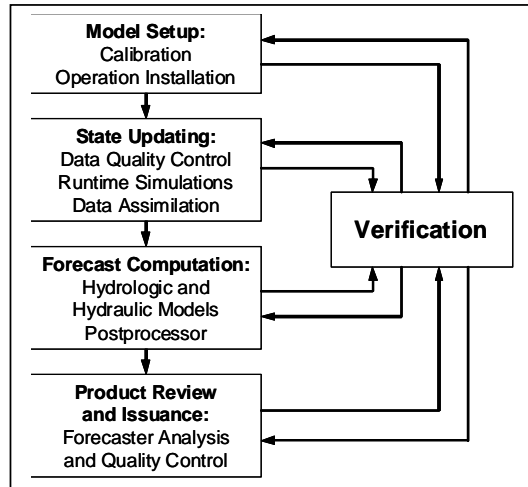 Model Setup:
Calibration
Operation Installation
State Updating:
Data Quality Control
Runtime Simulations
Data Assimilation
Verification
Forecast Computation:
Hydrologic and
Hydraulic Models
Postprocessor
Product Review
and Issuance:
Forecaster Analysis
and Quality Control